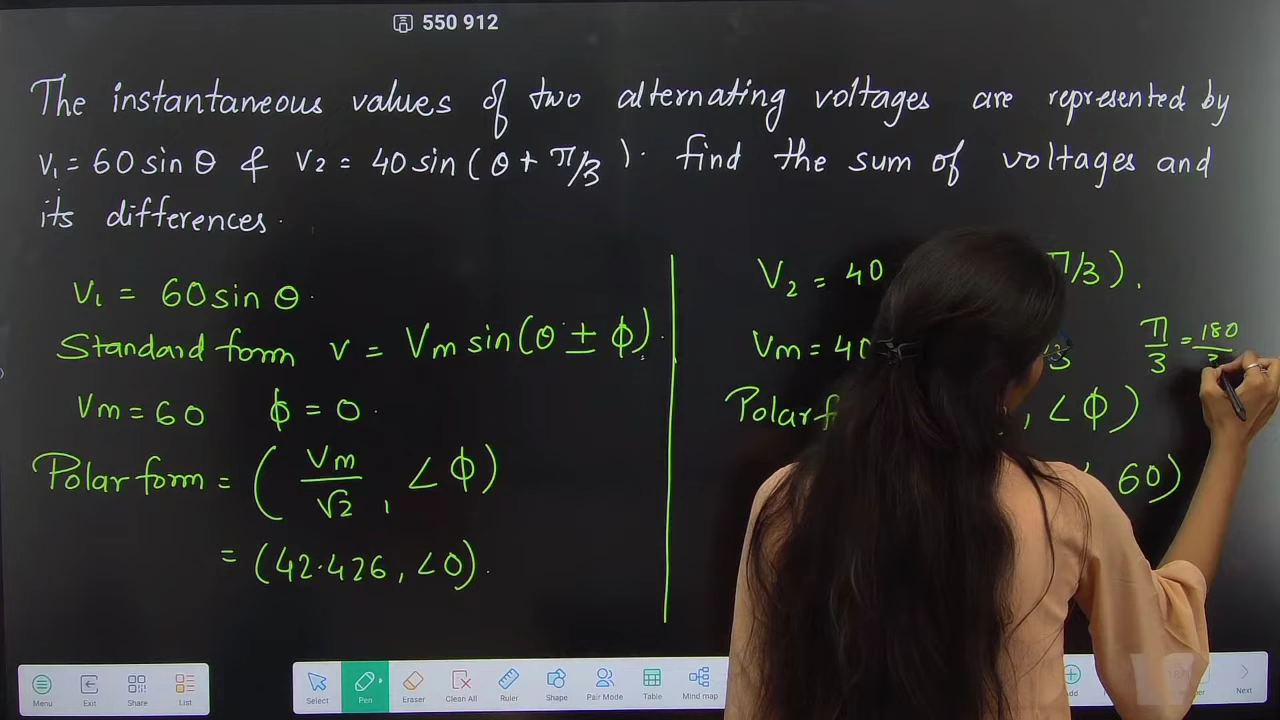 550 912
The instantaneous values of two alternating voltages are represented by
V1 = 60 sin θ & V2 = 40 sin (θ + π/3). find the sum of voltages and
its differences.
V1 = 60 sin θ.
Standard form V = Vm sin(θ ± φ).
Vm = 60 φ = 0.
Polar form = (Vm/√2, ∠φ)
= (42.426, ∠0).
V2 = 40 π/3).
Vm = 40
π/3 = 180
Polar , ∠φ)
60)
Menu Exit Share List Select Pen Eraser Clean All Ruler Shape Pair Mode Table Mind map Add Next